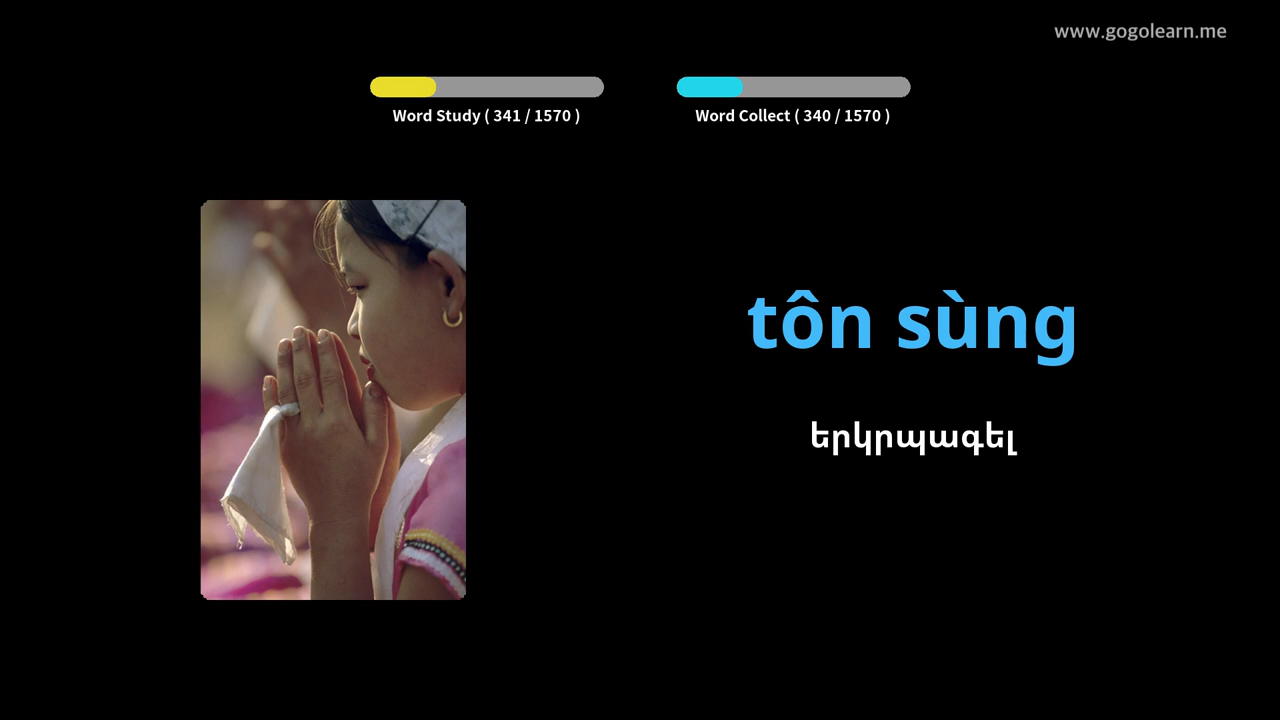 www.gogolearn.me
Word Study ( 341 / 1570 )
Word Collect ( 340 / 1570 )
tôn sùng
երկրպագել